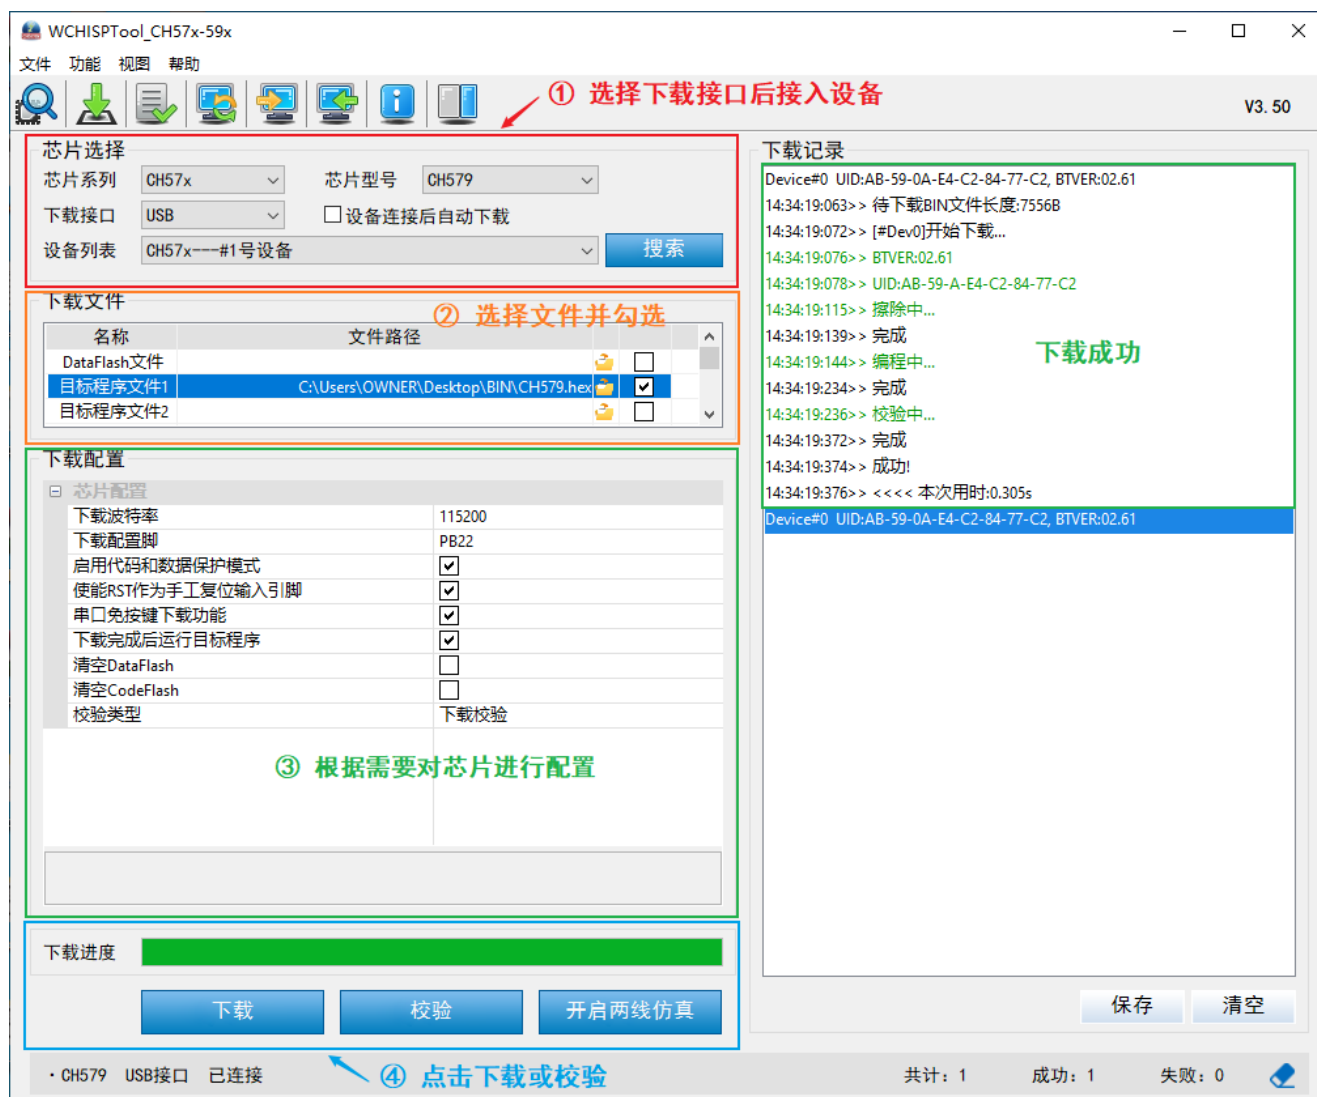 WCHISPTool_CH57x-59x
文件 功能 视图 帮助
① 选择下载接口后接入设备
V3.50
芯片选择
芯片系列 CH57x 芯片型号 CH579
下载接口 USB 设备连接后自动下载
设备列表 CH57x---#1号设备 搜索
下载文件
② 选择文件并勾选
名称 文件路径
DataFlash文件
目标程序文件1 C:\Users\OWNER\Desktop\BIN\CH579.hex
目标程序文件2
下载配置
芯片配置
下载波特率 115200
下载配置脚 PB22
启用代码和数据保护模式
使能RST作为手工复位输入引脚
串口免按键下载功能
下载完成后运行目标程序
清空DataFlash
清空CodeFlash
校验类型 下载校验
③ 根据需要对芯片进行配置
下载进度
下载 校验 开启两线仿真
④ 点击下载或校验
下载记录
Device#0 UID:AB-59-0A-E4-C2-84-77-C2, BTVER:02.61
14:34:19:063>> 待下载BIN文件长度:7556B
14:34:19:072>> [#Dev0]开始下载...
14:34:19:076>> BTVER:02.61
14:34:19:078>> UID:AB-59-A-E4-C2-84-77-C2
14:34:19:115>> 擦除中...
14:34:19:139>> 完成
14:34:19:144>> 编程中...
14:34:19:234>> 完成
14:34:19:236>> 校验中...
14:34:19:372>> 完成
14:34:19:374>> 成功!
14:34:19:376>> <<<< 本次用时:0.305s
下载成功
Device#0 UID:AB-59-0A-E4-C2-84-77-C2, BTVER:02.61
保存 清空
·CH579 USB接口 已连接 共计: 1 成功: 1 失败: 0